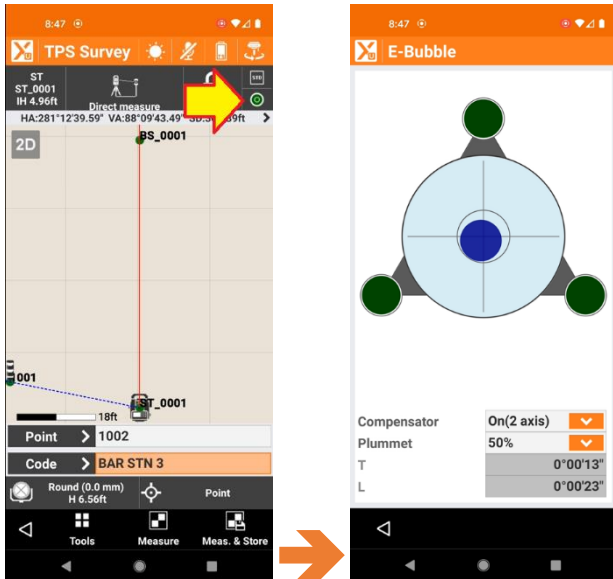 8:47
TPS Survey
ST
ST_0001
IH 4.96ft
Direct measure
STD
HA:281°12'39.59" VA:88°09'43.49"
2D
BS_0001
ST_0001
18ft
Point
1002
Code
BAR STN 3
Round (0.0 mm)
H 6.56ft
Point
Tools
Measure
Meas. & Store
8:47
E-Bubble
Compensator
On(2 axis)
Plummet
50%
T
0°00'13"
L
0°00'23"